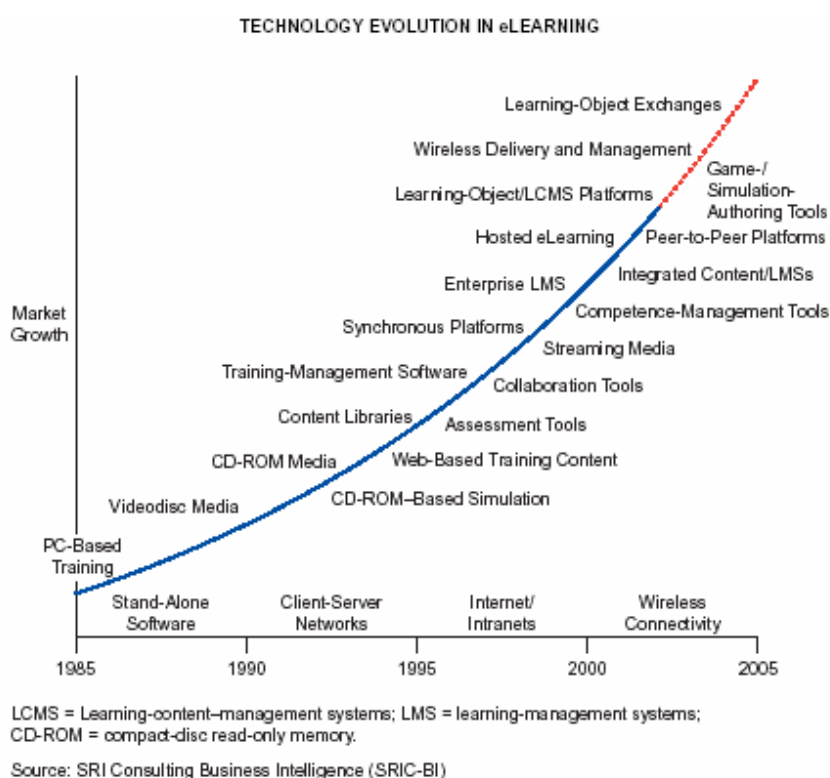 TECHNOLOGY EVOLUTION IN eLEARNING
Learning-Object Exchanges
Wireless Delivery and Management
Game-/
Simulation-
Authoring Tools
Learning-Object/LCMS Platforms
Hosted eLearning
Peer-to-Peer Platforms
Enterprise LMS
Integrated Content/LMSs
Market
Growth
Competence-Management Tools
Synchronous Platforms
Streaming Media
Training-Management Software
Collaboration Tools
Content Libraries
Assessment Tools
CD-ROM Media
Web-Based Training Content
Videodisc Media
CD-ROM–Based Simulation
PC-Based
Training
Stand-Alone
Software
Client-Server
Networks
Internet/
Intranets
Wireless
Connectivity
1985
1990
1995
2000
2005
LCMS = Learning-content–management systems; LMS = learning-management systems;
CD-ROM = compact-disc read-only memory.
Source: SRI Consulting Business Intelligence (SRIC-BI)